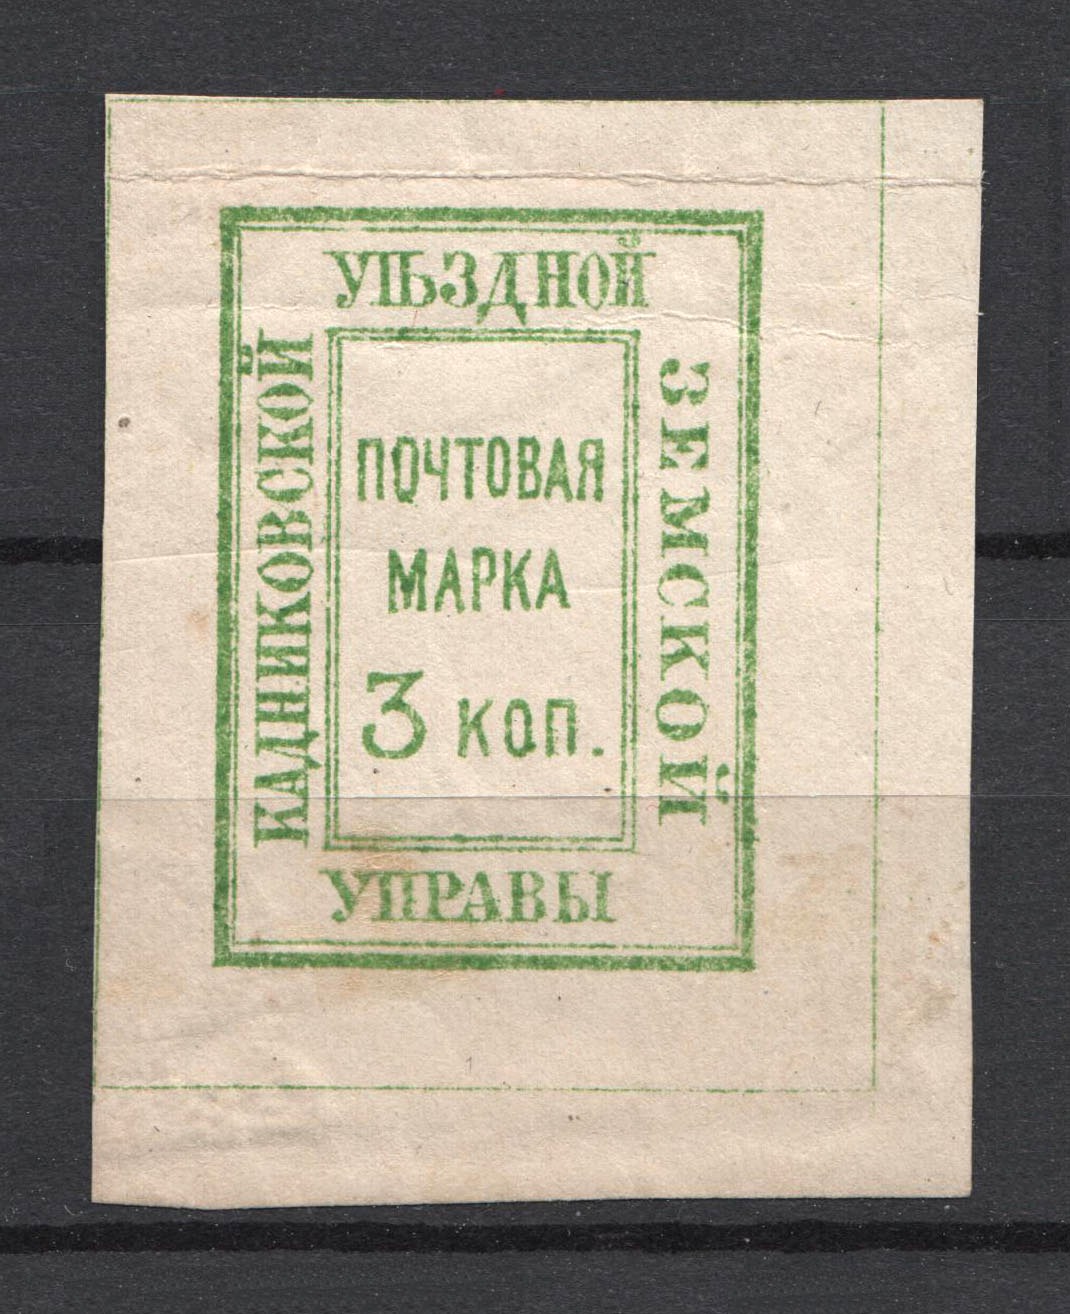 КАДНИКОВСКОЙ
УѢЗДНОЙ
ЗЕМСКОЙ
УПРАВЫ
ПОЧТОВАЯ
МАРКА
3 КОП.